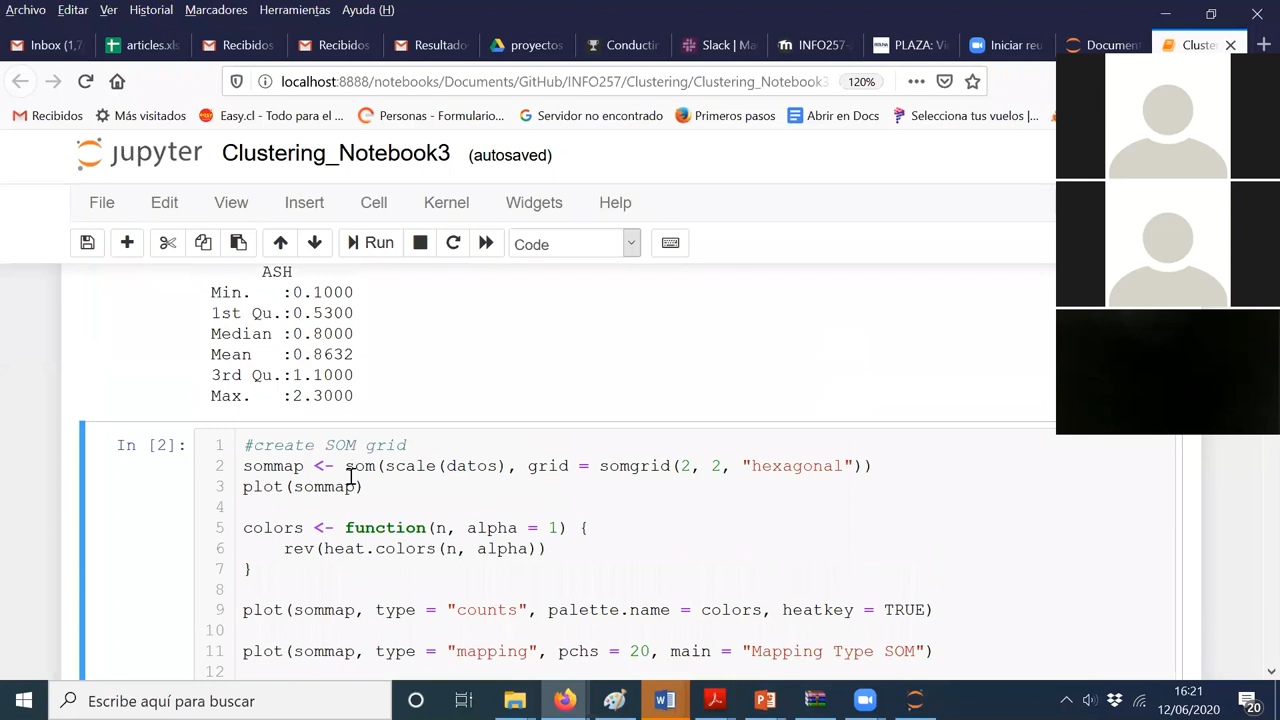 Archivo Editar Ver Historial Marcadores Herramientas Ayuda (H)
Inbox (1,7 articles.xls Recibidos Recibidos Resultado proyectos Conductir Slack | Ma INFO257- PLAZA: Vi Iniciar reu Document Cluste
localhost:8888/notebooks/Documents/GitHub/INFO257/Clustering/Clustering_Notebook3 120%
Recibidos Más visitados Easy.cl - Todo para el ... Personas - Formulario... Servidor no encontrado Primeros pasos Abrir en Docs Selecciona tus vuelos |...
jupyter Clustering_Notebook3 (autosaved)
File Edit View Insert Cell Kernel Widgets Help
Run Code
ASH
Min. :0.1000
1st Qu.:0.5300
Median :0.8000
Mean :0.8632
3rd Qu.:1.1000
Max. :2.3000
In [2]:
1 #create SOM grid
2 sommap <- som(scale(datos), grid = somgrid(2, 2, "hexagonal"))
3 plot(sommap)
4
5 colors <- function(n, alpha = 1) {
6 rev(heat.colors(n, alpha))
7 }
8
9 plot(sommap, type = "counts", palette.name = colors, heatkey = TRUE)
10
11 plot(sommap, type = "mapping", pchs = 20, main = "Mapping Type SOM")
12
Escribe aquí para buscar
16:21
12/06/2020
20